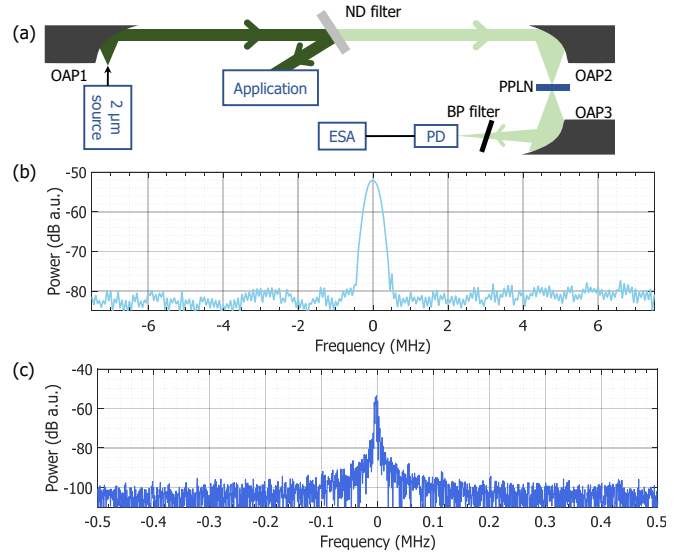 (a)
ND filter
OAP1
2 µm
source
Application
OAP2
PPLN
OAP3
BP filter
ESA
PD
(b)
-50
-60
-70
-80
Power (dB a.u.)
-6
-4
-2
0
2
4
6
Frequency (MHz)
(c)
-40
-60
-80
-100
Power (dB a.u.)
-0.5
-0.4
-0.3
-0.2
-0.1
0
0.1
0.2
0.3
0.4
0.5
Frequency (MHz)